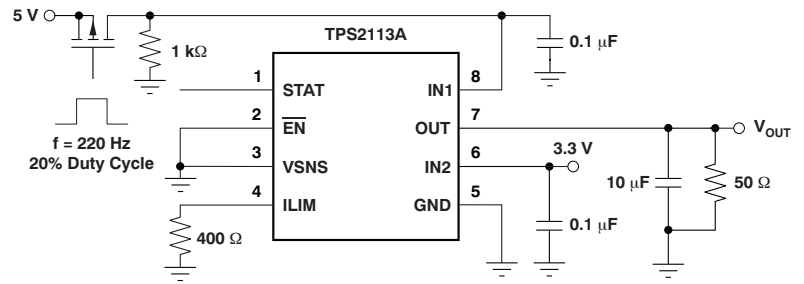 5 V
TPS2113A
0.1 μF
1 kΩ
1
STAT
IN1
8
2
EN
OUT
7
V_OUT
f = 220 Hz
20% Duty Cycle
3
VSNS
IN2
6
3.3 V
4
ILIM
GND
5
10 μF
50 Ω
400 Ω
0.1 μF